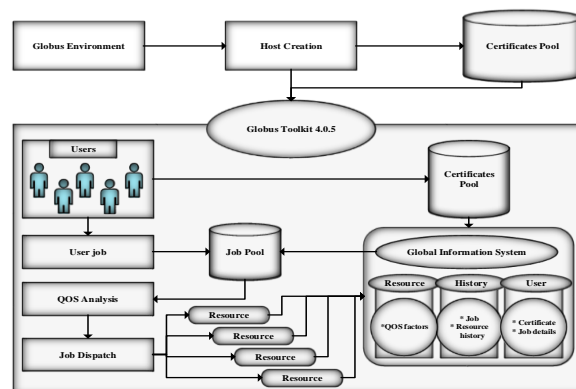 Globus Environment
Host Creation
Certificates Pool
Globus Toolkit 4.0.5
Users
Certificates
Pool
User job
Job Pool
Global Information System
Resource
History
User
QOS Analysis
*QOS factors
* Job
* Resource
history
* Certificate
* Job details
Resource
Resource
Resource
Resource
Job Dispatch